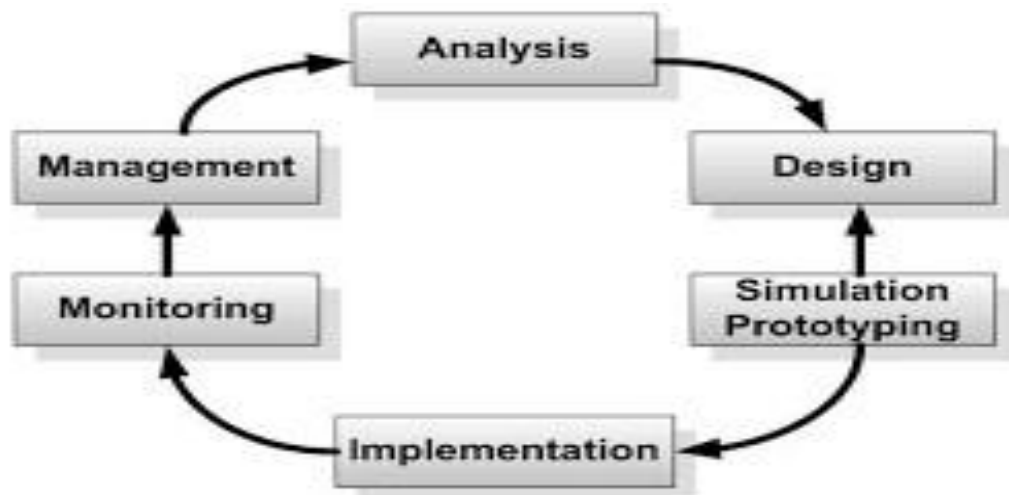 Analysis
Management
Design
Monitoring
Simulation
Prototyping
Implementation